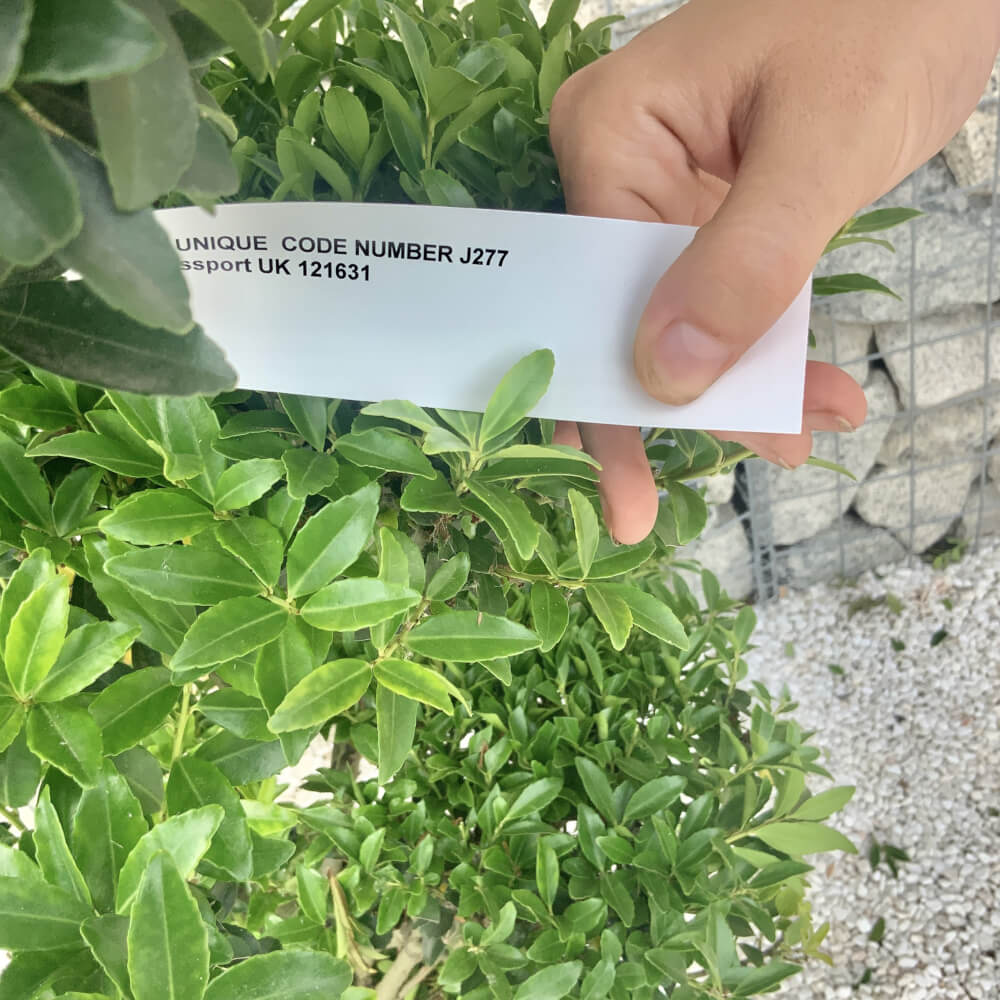 UNIQUE CODE NUMBER J277
ssport UK 121631